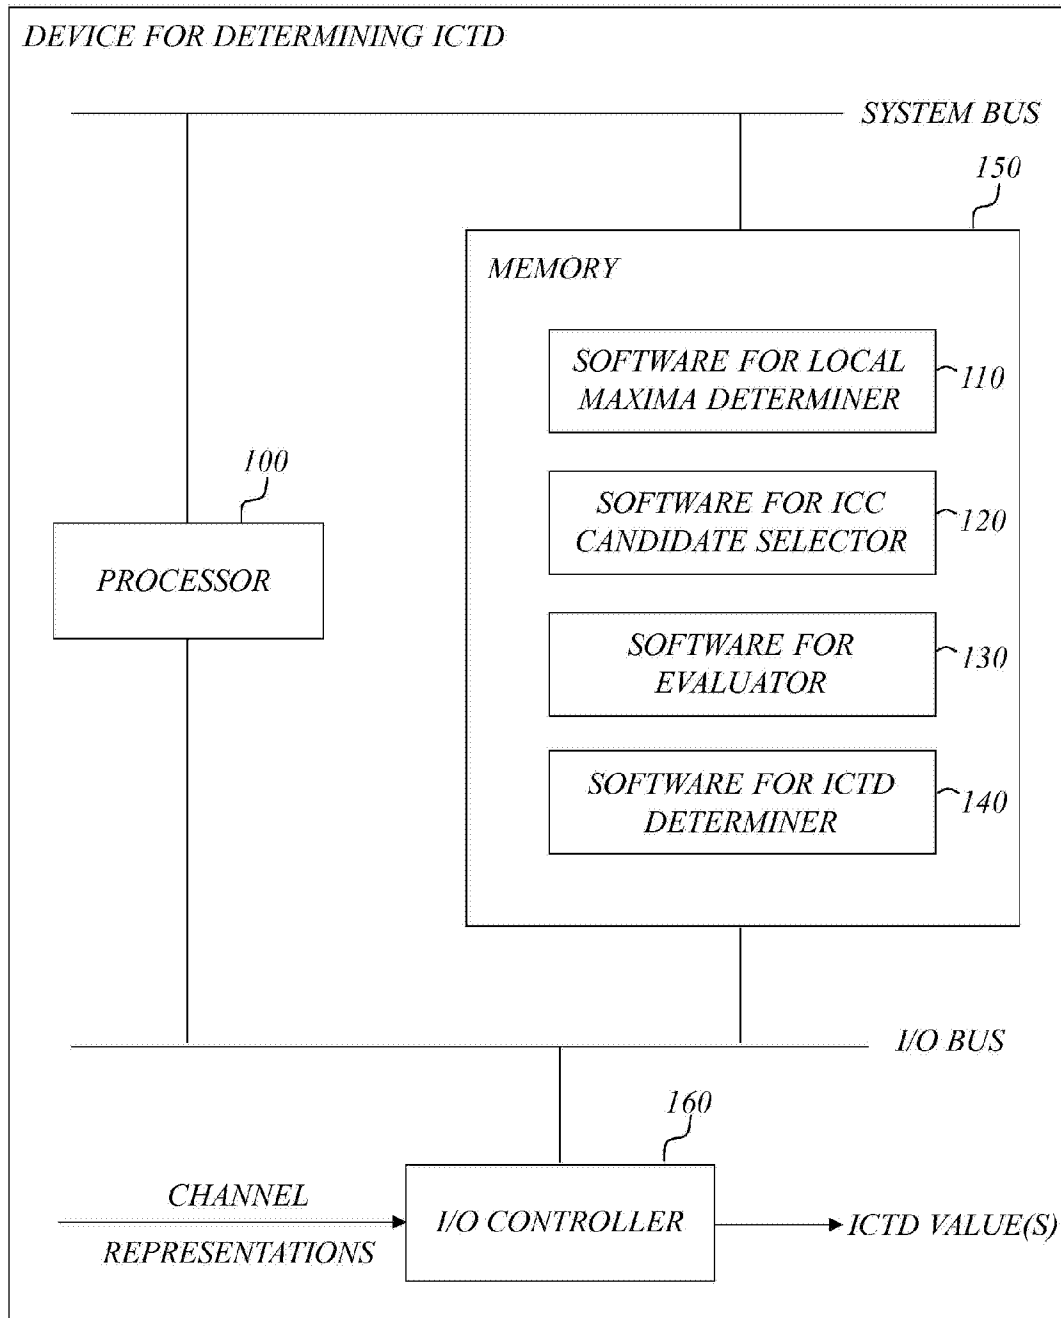 DEVICE FOR DETERMINING ICTD
SYSTEM BUS
150
MEMORY
SOFTWARE FOR LOCAL
MAXIMA DETERMINER
110
100
SOFTWARE FOR ICC
CANDIDATE SELECTOR
120
PROCESSOR
SOFTWARE FOR
EVALUATOR
130
SOFTWARE FOR ICTD
DETERMINER
140
I/O BUS
160
CHANNEL
REPRESENTATIONS
I/O CONTROLLER
ICTD VALUE(S)